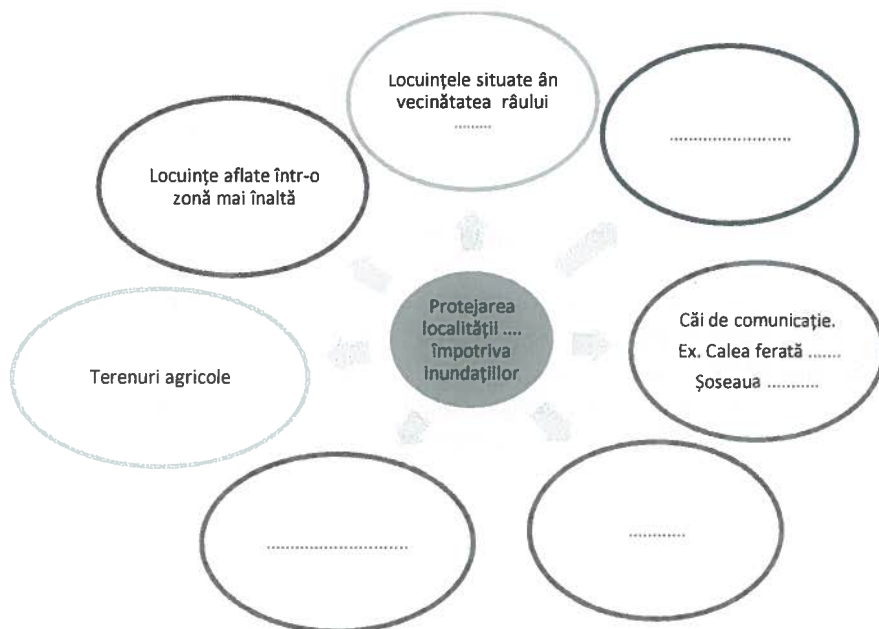 Locuințele situate ân
vecinătatea râului
.........
........................
Locuințe aflate într-o
zonă mai înaltă
Protejarea
localității ....
împotriva
inundațiilor
Căi de comunicație.
Ex. Calea ferată .......
Șoseaua ...........
Terenuri agricole
.............................
............